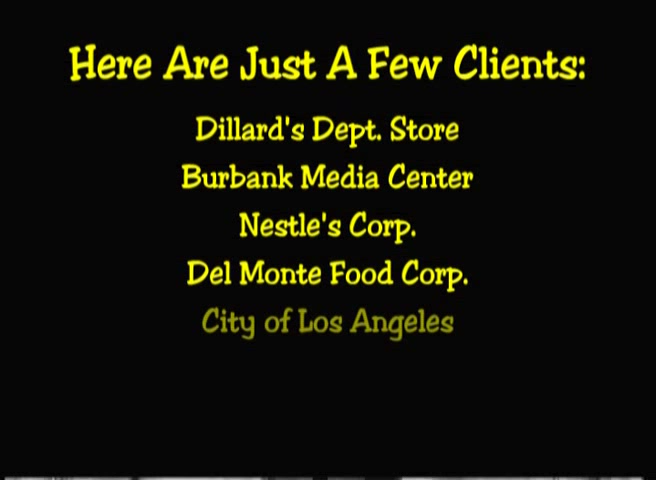 Here Are Just A Few Clients:
Dillard's Dept. Store
Burbank Media Center
Nestle's Corp.
Del Monte Food Corp.
City of Los Angeles